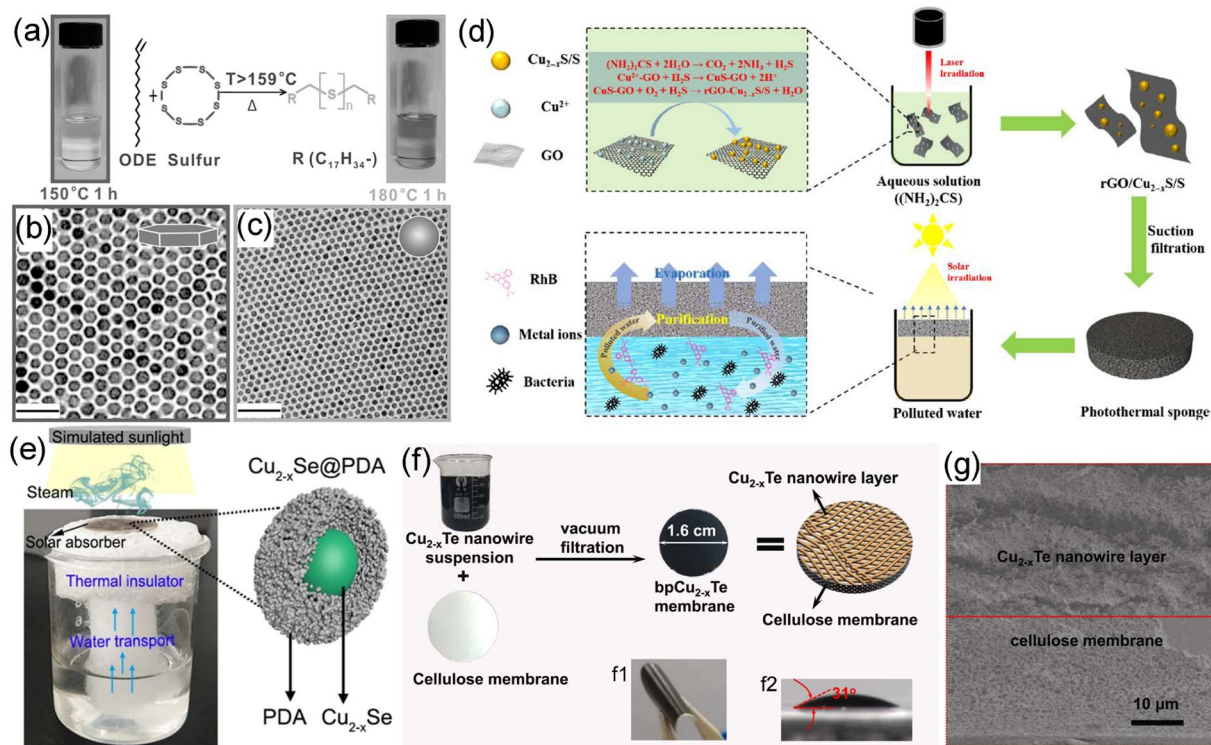 (a)
ODE
+
Sulfur
S S S S S S S S
T>159°C
Δ
R S n R
R (C₁₇H₃₄-)
150°C 1 h
180°C 1 h
(b)
(c)
(d)
Cu₂₋ₓS/S
Cu²⁺
GO
(NH₂)₂CS + 2H₂O → CO₂ + 2NH₃ + H₂S
Cu²⁺-GO + H₂S → CuS-GO + 2H⁺
CuS-GO + O₂ + H₂S → rGO-Cu₂₋ₓS/S + H₂O
Laser
irradiation
Aqueous solution
((NH₂)₂CS)
rGO/Cu₂₋ₓS/S
Suction
filtration
Photothermal sponge
Solar
irradiation
Polluted water
RhB
Metal ions
Bacteria
Evaporation
Purification
Polluted water
Purified water
(e)
Simulated sunlight
Steam
Solar absorber
Thermal insulator
Water transport
Cu₂₋ₓSe@PDA
PDA
Cu₂₋ₓSe
(f)
Cu₂₋ₓTe nanowire
suspension
+
Cellulose membrane
vacuum
filtration
1.6 cm
bpCu₂₋ₓTe
membrane
=
Cu₂₋ₓTe nanowire layer
Cellulose membrane
f1
f2
31°
(g)
Cu₂₋ₓTe nanowire layer
cellulose membrane
10 μm